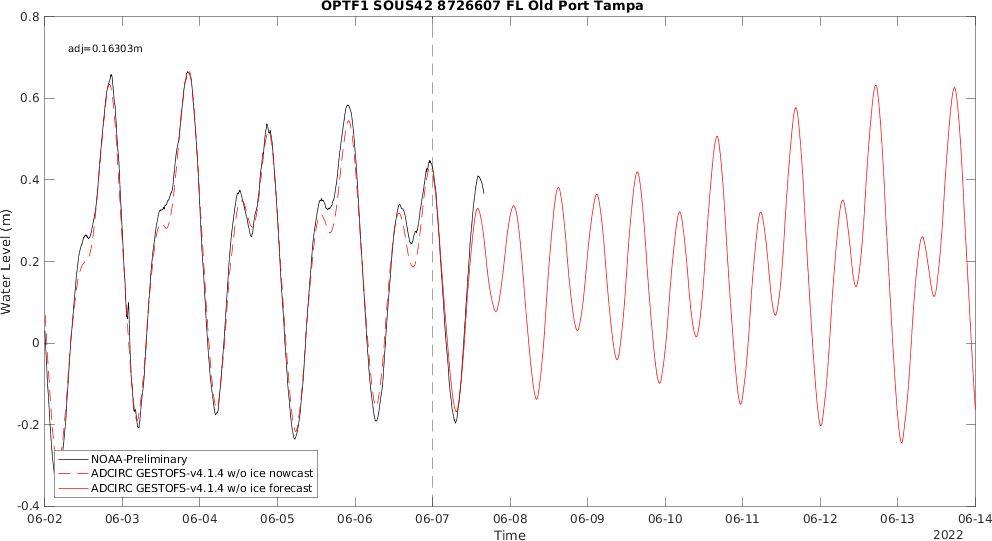 OPTF1 SOUS42 8726607 FL Old Port Tampa
0.8
adj=0.16303m
0.6
0.4
0.2
0
-0.2
-0.4
Water Level (m)
NOAA-Preliminary
ADCIRC GESTOFS-v4.1.4 w/o ice nowcast
ADCIRC GESTOFS-v4.1.4 w/o ice forecast
06-02 06-03 06-04 06-05 06-06 06-07 06-08 06-09 06-10 06-11 06-12 06-13 06-14
Time
2022